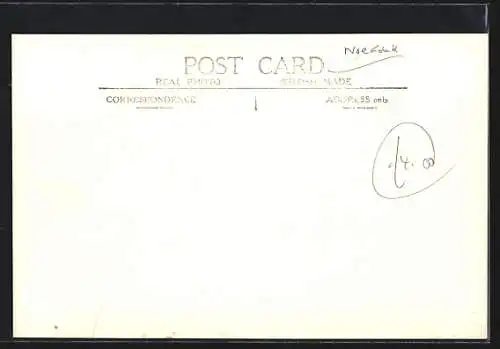 Norfolk
POST CARD
REAL PHOTO BRITISH MADE
CORRESPONDENCE ADDRESS only
4.00